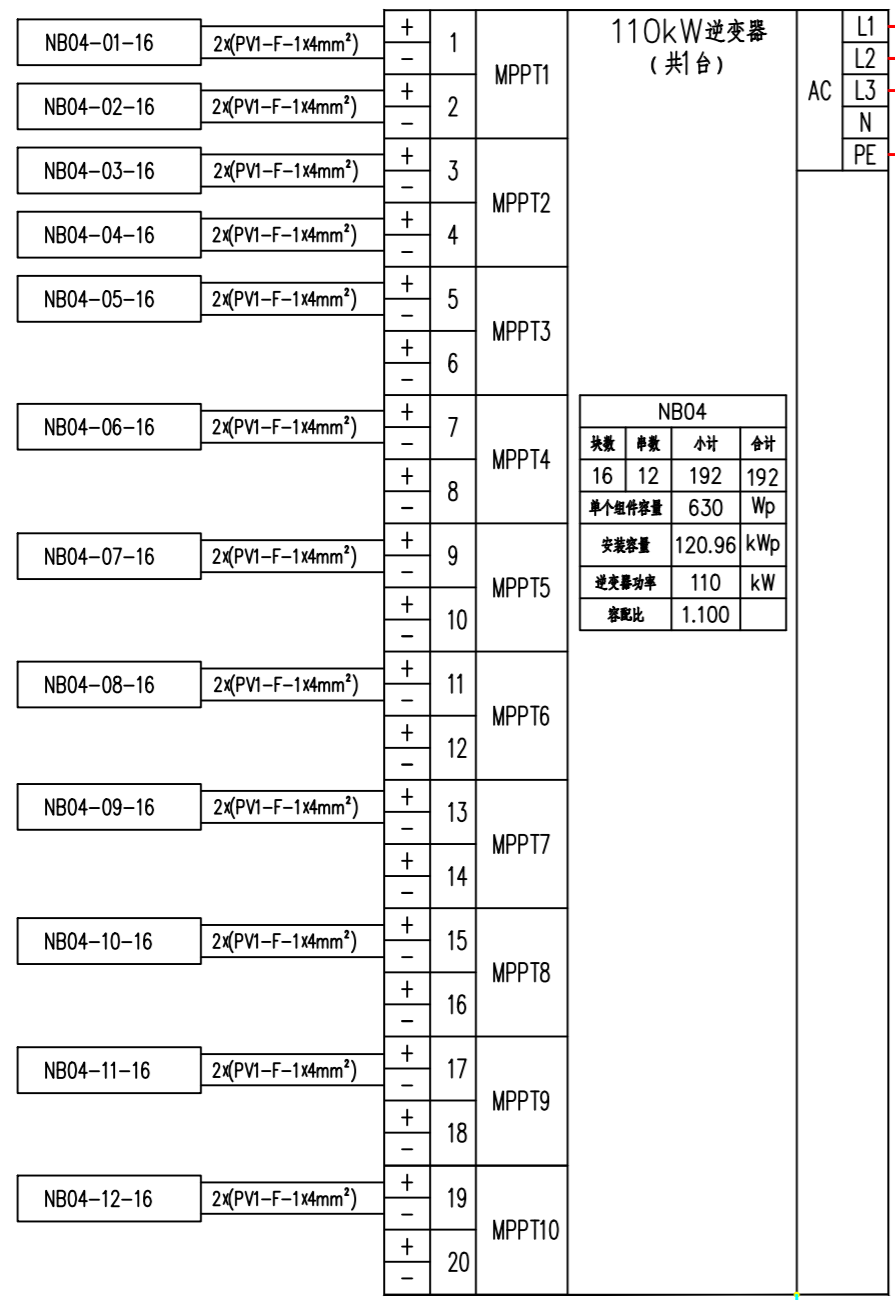 110kW逆变器
(共1台)
AC
L1
L2
L3
N
PE
NB04-01-16 2x(PV1-F-1x4mm²) + - 1
MPPT1
NB04-02-16 2x(PV1-F-1x4mm²) + - 2
NB04-03-16 2x(PV1-F-1x4mm²) + - 3
MPPT2
NB04-04-16 2x(PV1-F-1x4mm²) + - 4
NB04-05-16 2x(PV1-F-1x4mm²) + - 5
MPPT3
+ - 6
NB04-06-16 2x(PV1-F-1x4mm²) + - 7
MPPT4
+ - 8
NB04-07-16 2x(PV1-F-1x4mm²) + - 9
MPPT5
+ - 10
NB04-08-16 2x(PV1-F-1x4mm²) + - 11
MPPT6
+ - 12
NB04-09-16 2x(PV1-F-1x4mm²) + - 13
MPPT7
+ - 14
NB04-10-16 2x(PV1-F-1x4mm²) + - 15
MPPT8
+ - 16
NB04-11-16 2x(PV1-F-1x4mm²) + - 17
MPPT9
+ - 18
NB04-12-16 2x(PV1-F-1x4mm²) + - 19
MPPT10
+ - 20
NB04
块数 串数 小计 合计
16 12 192 192
单个组件容量 630 Wp
安装容量 120.96 kWp
逆变器功率 110 kW
容配比 1.100